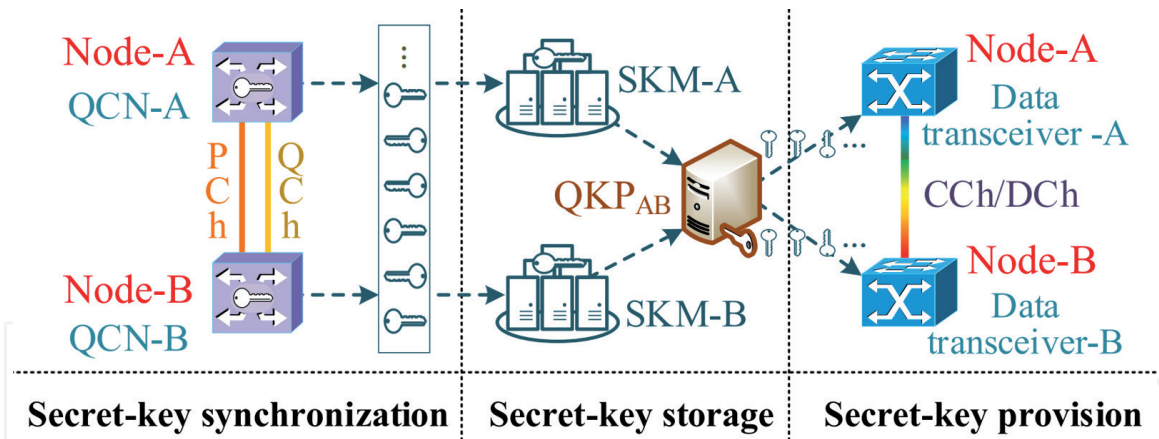 Node-A
QCN-A
P
C
h
Q
C
h
Node-B
QCN-B
...
SKM-A
QKP_AB
SKM-B
...
...
Node-A
Data
transceiver -A
CCh/DCh
Node-B
Data
transceiver-B
Secret-key synchronization
Secret-key storage
Secret-key provision